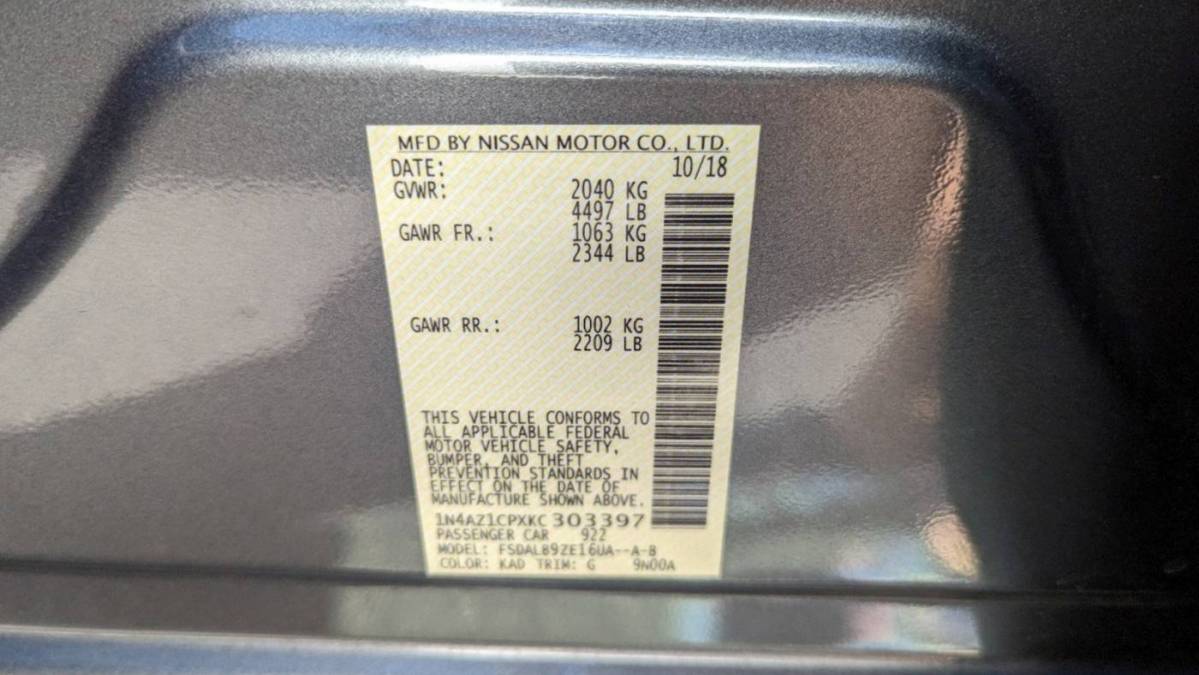 MFD BY NISSAN MOTOR CO., LTD.
DATE: 10/18
GVWR: 2040 KG
4497 LB
GAWR FR.: 1063 KG
2344 LB
GAWR RR.: 1002 KG
2209 LB
THIS VEHICLE CONFORMS TO
ALL APPLICABLE FEDERAL
MOTOR VEHICLE SAFETY,
BUMPER, AND THEFT
PREVENTION STANDARDS IN
EFFECT ON THE DATE OF
MANUFACTURE SHOWN ABOVE.
1N4AZ1CPXKC303397
PASSENGER CAR 922
MODEL: FSDALB9ZE16UA--A-B
COLOR: KAD TRIM: G 9N00A